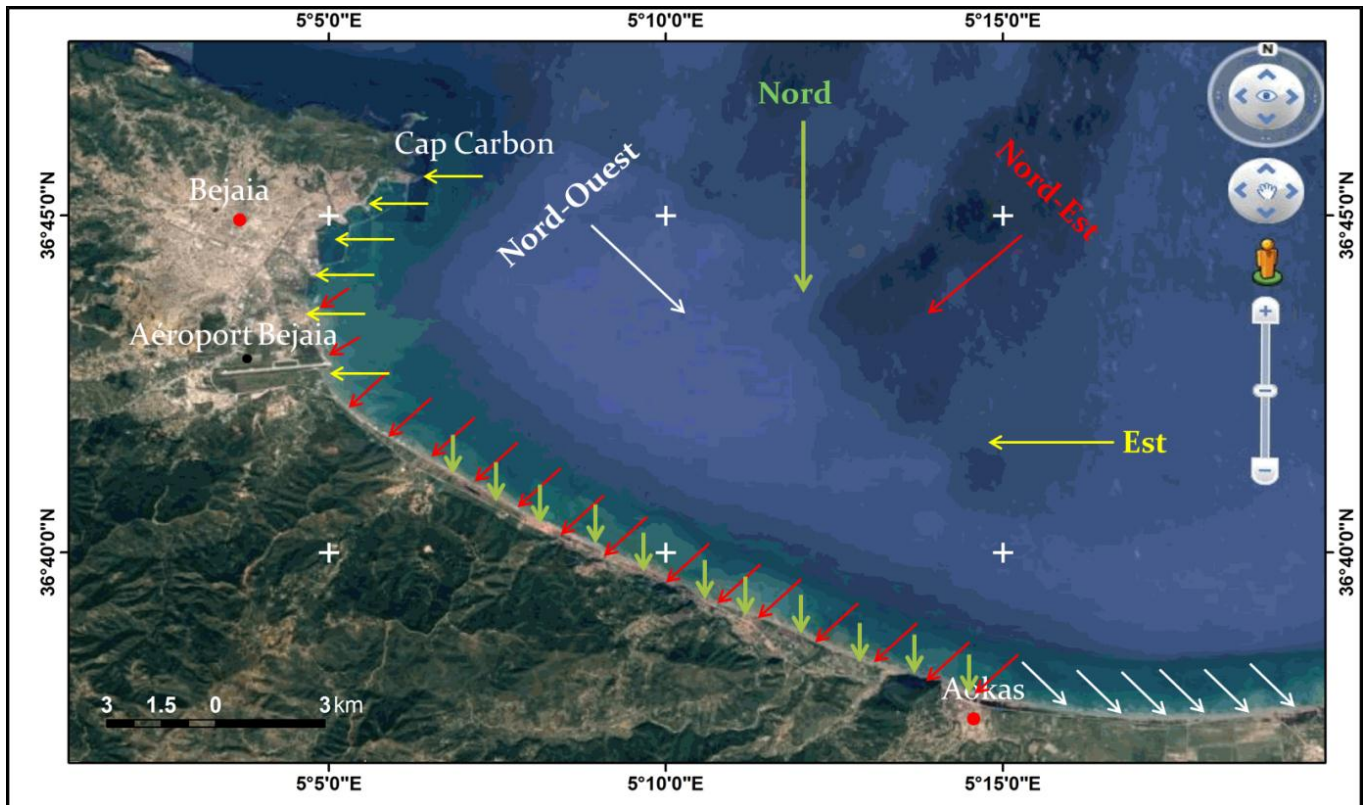 5°5'0"E 5°10'0"E 5°15'0"E
N
Nord
Cap Carbon
Nord-Ouest
Nord-Est
Bejaia
36°45'0"N 36°45'0"N
Aéroport Bejaia
Est
36°40'0"N 36°40'0"N
Aokas
3 1.5 0 3 km
5°5'0"E 5°10'0"E 5°15'0"E